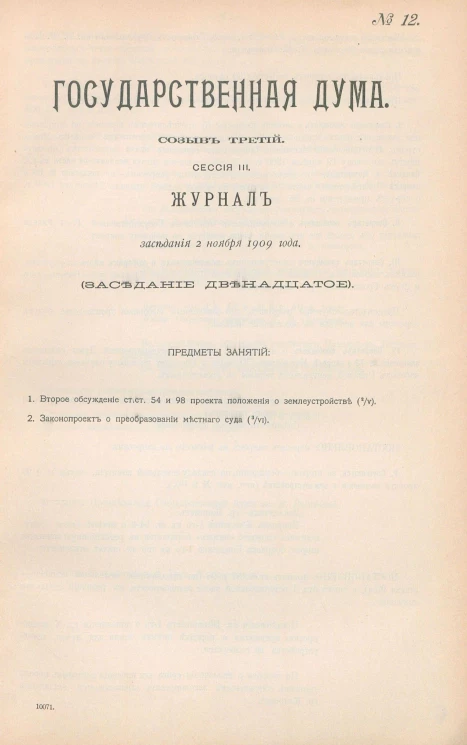 № 12.
ГОСУДАРСТВЕННАЯ ДУМА.
СОЗЫВЪ ТРЕТІЙ.
СЕССІЯ III.
ЖУРНАЛЪ
засѣданія 2 ноября 1909 года.
(ЗАСѢДАНІЕ ДВѢНАДЦАТОЕ).
ПРЕДМЕТЫ ЗАНЯТІЙ:
1. Второе обсужденіе ст.ст. 54 и 98 проекта положенія о землеустройствѣ (²/v).
2. Законопроектъ о преобразованіи мѣстнаго суда (³/vi).
10071.